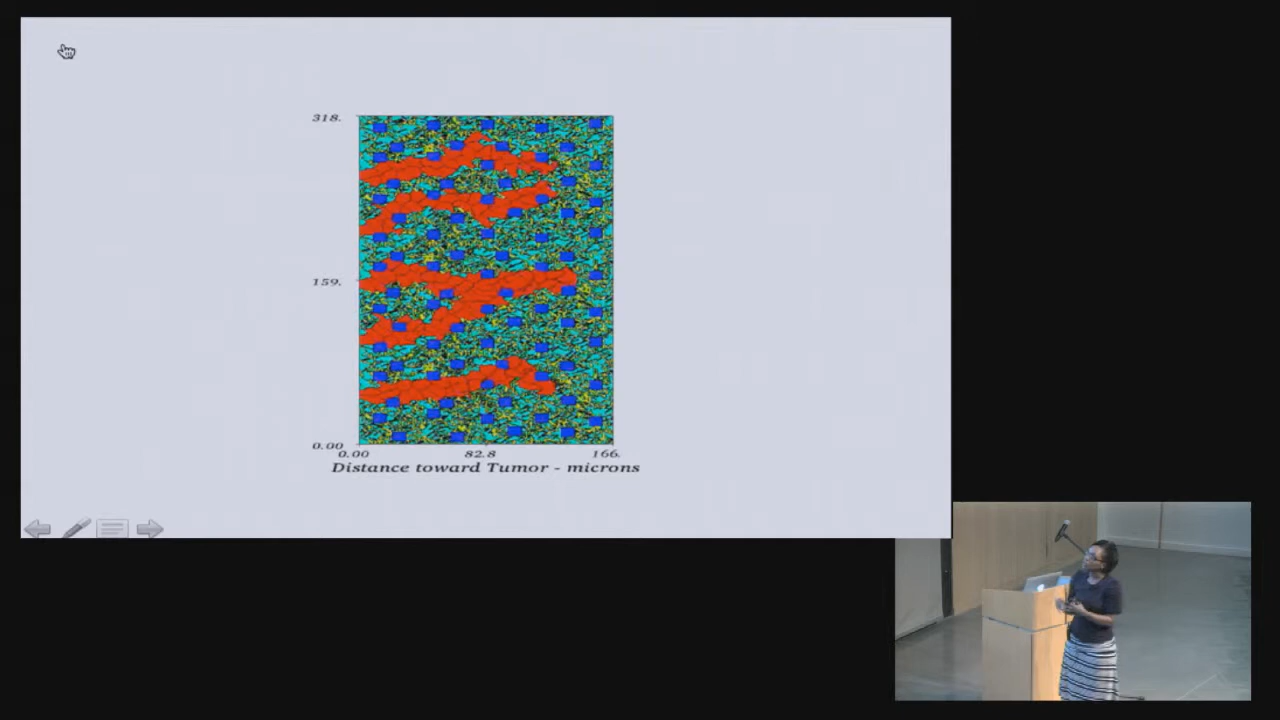 318.
159.
0.00
0.00 82.8 166.
Distance toward Tumor - microns